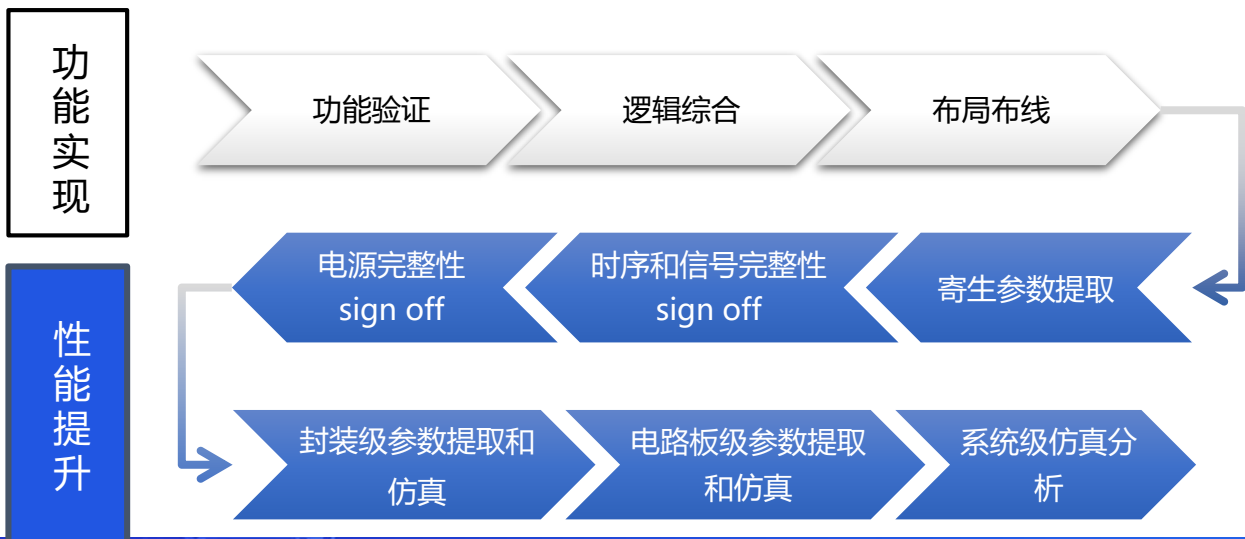 功能实现
功能验证
逻辑综合
布局布线
电源完整性
sign off
时序和信号完整性
sign off
寄生参数提取
性能提升
封装级参数提取和
仿真
电路板级参数提取
和仿真
系统级仿真分
析